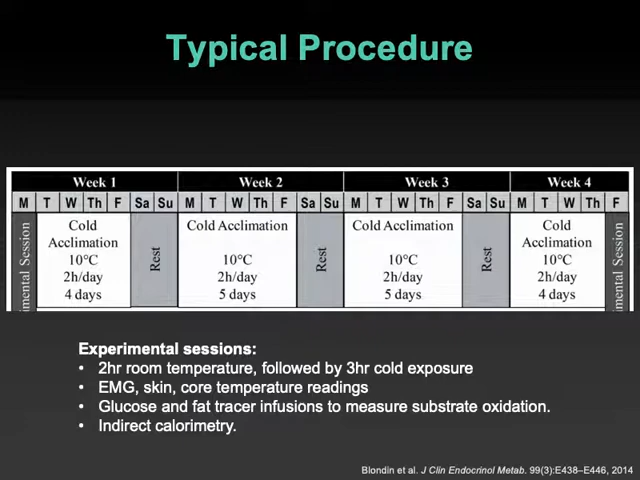 Typical Procedure
Week 1 Week 2 Week 3 Week 4
M T W Th F Sa Su M T W Th F Sa Su M T W Th F Sa Su M T W Th F
mental Session
Cold
Acclimation
10°C
2h/day
4 days
Rest
Cold Acclimation
10°C
2h/day
5 days
Rest
Cold Acclimation
10°C
2h/day
5 days
Rest
Cold
Acclimation
10°C
2h/day
4 days
mental Session
Experimental sessions:
• 2hr room temperature, followed by 3hr cold exposure
• EMG, skin, core temperature readings
• Glucose and fat tracer infusions to measure substrate oxidation.
• Indirect calorimetry.
Blondin et al. J Clin Endocrinol Metab. 99(3):E438–E446, 2014